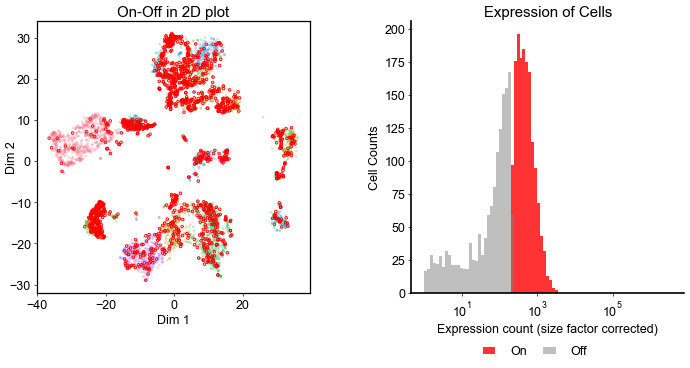 On-Off in 2D plot
30
20
10
0
−10
−20
−30
−40
−20
0
20
Dim 2
Dim 1
Expression of Cells
200
175
150
125
100
75
50
25
0
Cell Counts
10^1
10^3
10^5
Expression count (size factor corrected)
On
Off